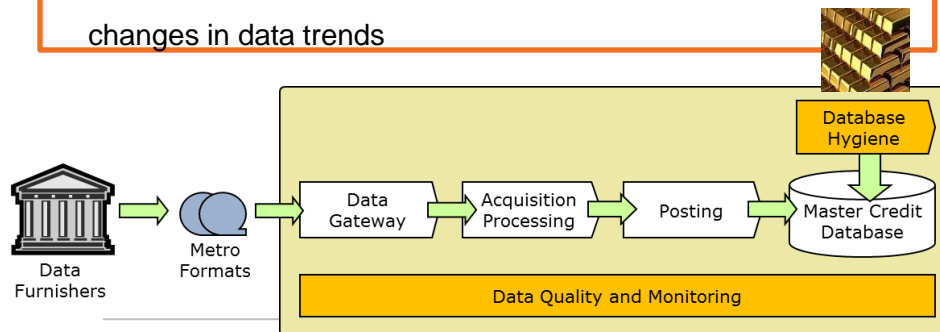 changes in data trends
Database
Hygiene
Data
Gateway
Acquisition
Processing
Posting
Master Credit
Database
Metro
Formats
Data
Furnishers
Data Quality and Monitoring